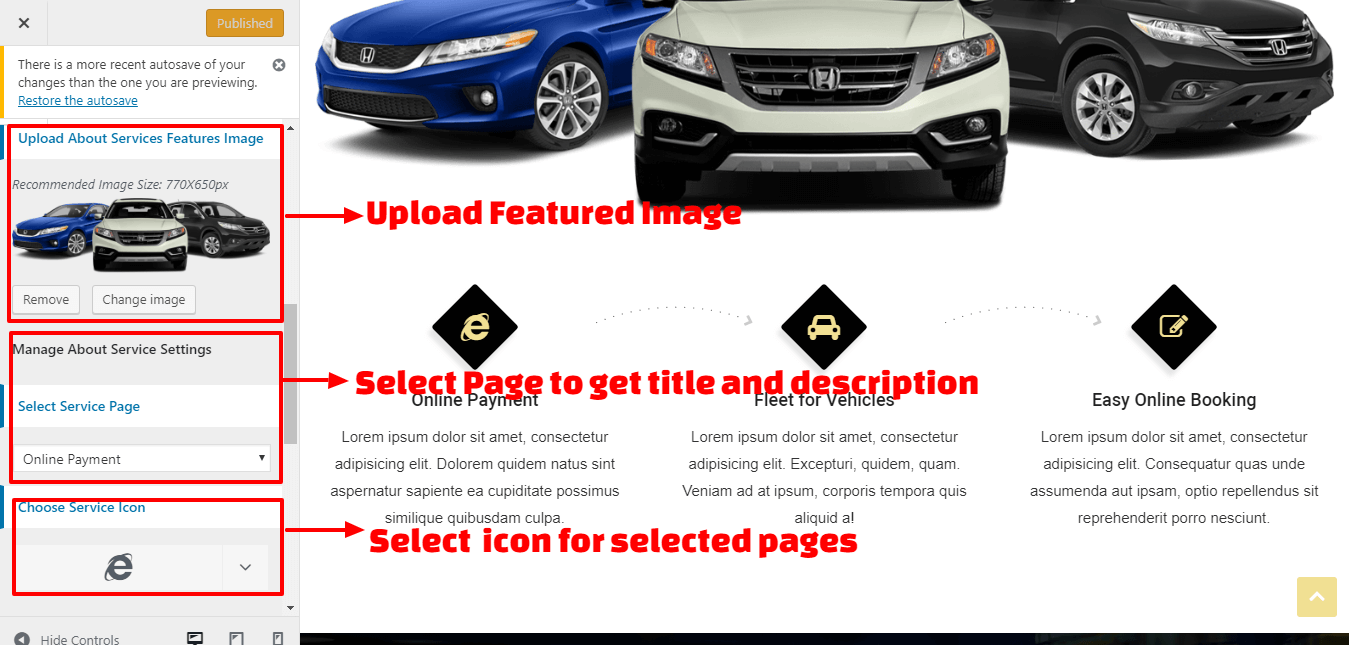 Published
There is a more recent autosave of your
changes than the one you are previewing.
Restore the autosave
Upload About Services Features Image
Recommended Image Size: 770X650px
Remove
Change image
Manage About Service Settings
Select Service Page
Online Payment
Choose Service Icon
Hide Controls
Upload Featured Image
Select Page to get title and description
Online Payment
Lorem ipsum dolor sit amet, consectetur
adipisicing elit. Dolorem quidem natus sint
aspernatur sapiente ea cupiditate possimus
similique quibusdam culpa.
Fleet for Vehicles
Lorem ipsum dolor sit amet, consectetur
adipisicing elit. Excepturi, quidem, quam.
Veniam ad at ipsum, corporis tempora quis
aliquid a!
Easy Online Booking
Lorem ipsum dolor sit amet, consectetur
adipisicing elit. Consequatur quas unde
assumenda aut ipsam, optio repellendus sit
reprehenderit porro nesciunt.
Select icon for selected pages